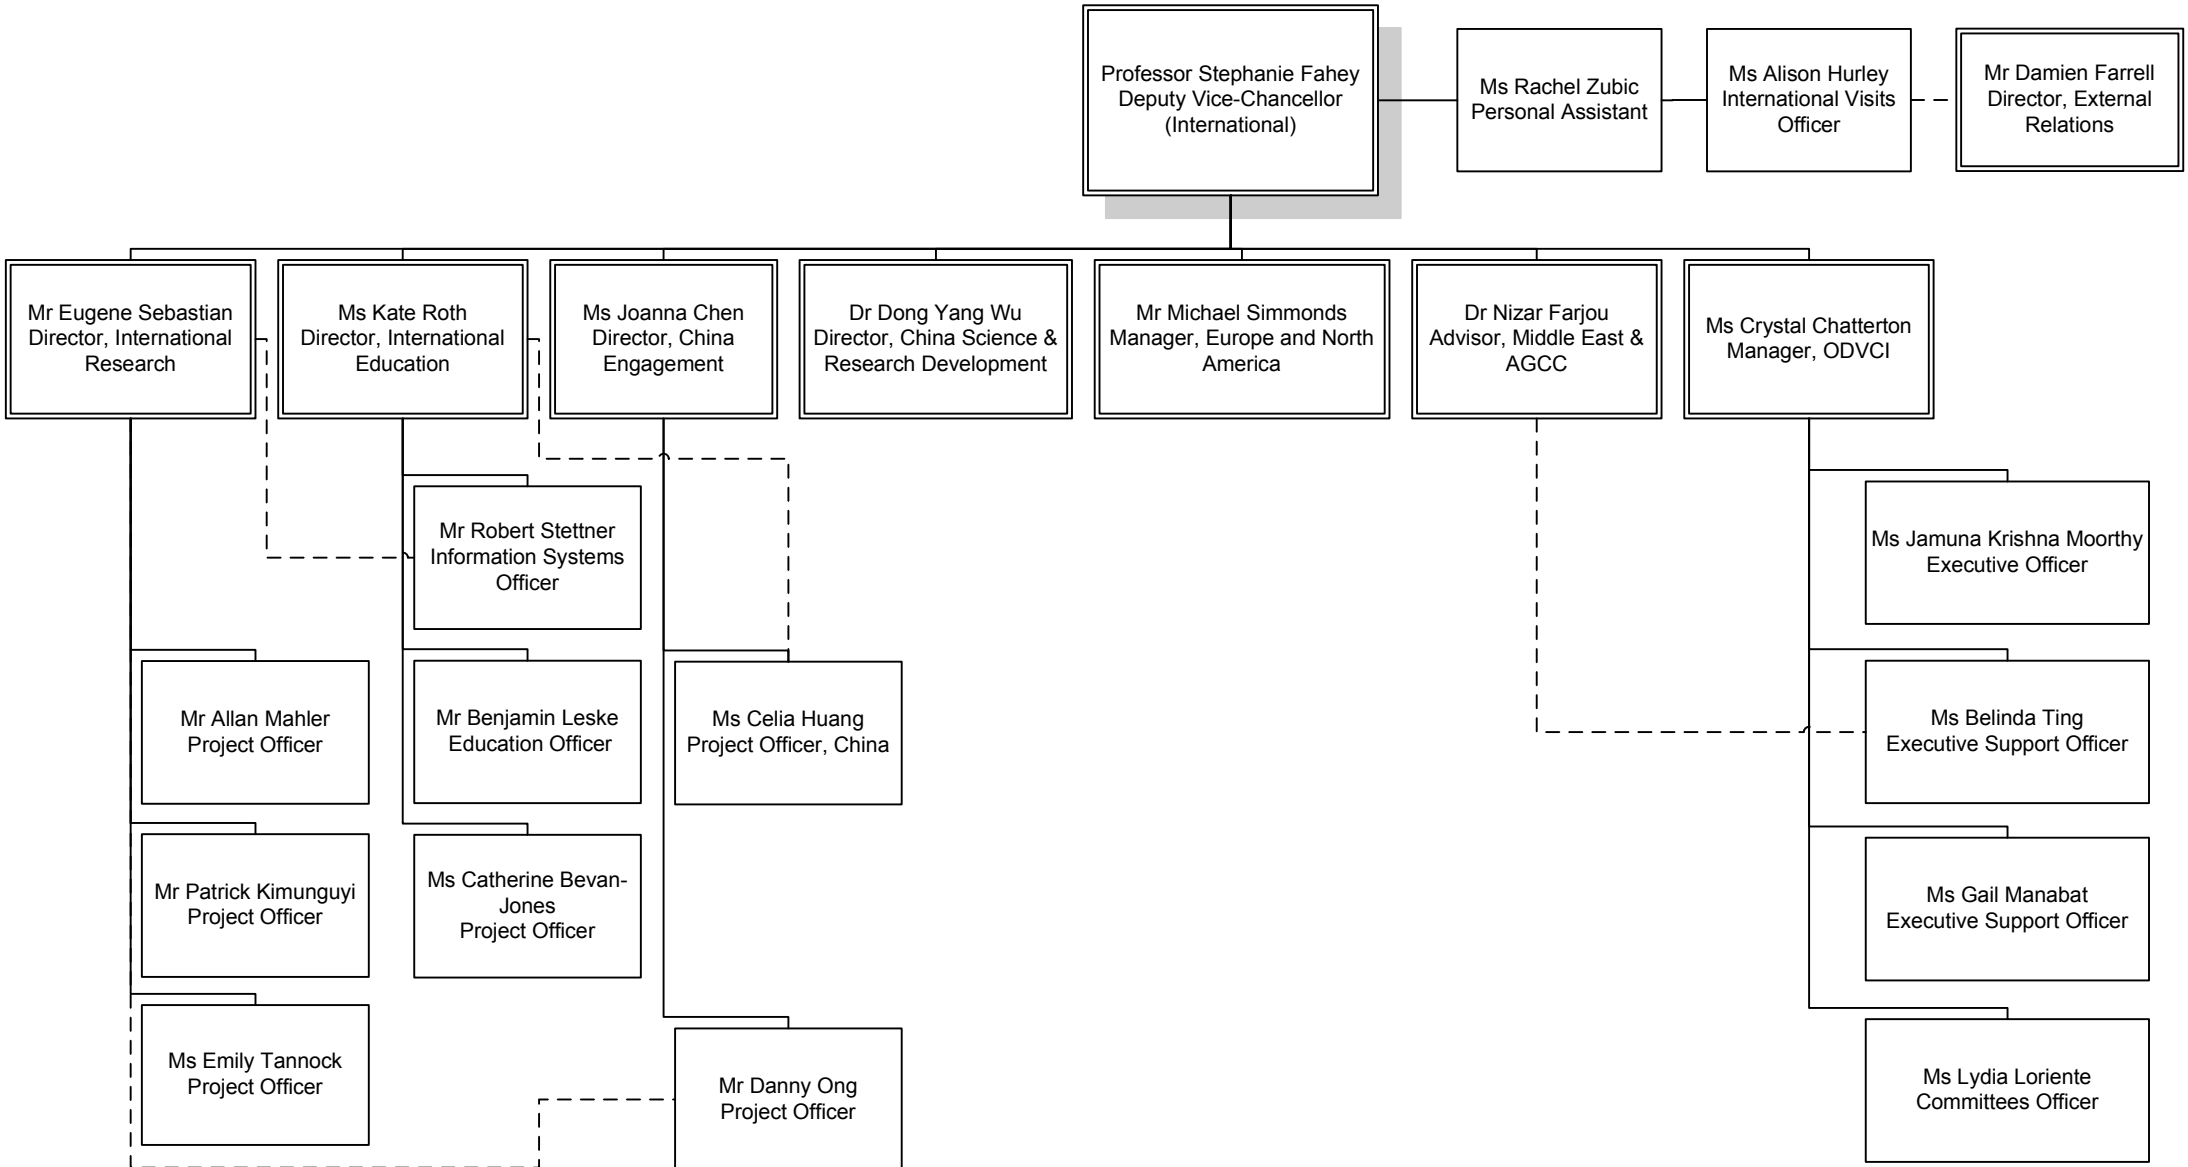 Professor Stephanie Fahey
Deputy Vice-Chancellor
(International)
Ms Rachel Zubic
Personal Assistant
Ms Alison Hurley
International Visits
Officer
Mr Damien Farrell
Director, External
Relations
Mr Eugene Sebastian
Director, International
Research
Ms Kate Roth
Director, International
Education
Ms Joanna Chen
Director, China
Engagement
Dr Dong Yang Wu
Director, China Science &
Research Development
Mr Michael Simmonds
Manager, Europe and North
America
Dr Nizar Farjou
Advisor, Middle East &
AGCC
Ms Crystal Chatterton
Manager, ODVCI
Mr Robert Stettner
Information Systems
Officer
Ms Jamuna Krishna Moorthy
Executive Officer
Mr Allan Mahler
Project Officer
Mr Benjamin Leske
Education Officer
Ms Celia Huang
Project Officer, China
Ms Belinda Ting
Executive Support Officer
Mr Patrick Kimunguyi
Project Officer
Ms Catherine Bevan-
Jones
Project Officer
Ms Gail Manabat
Executive Support Officer
Ms Emily Tannock
Project Officer
Mr Danny Ong
Project Officer
Ms Lydia Loriente
Committees Officer